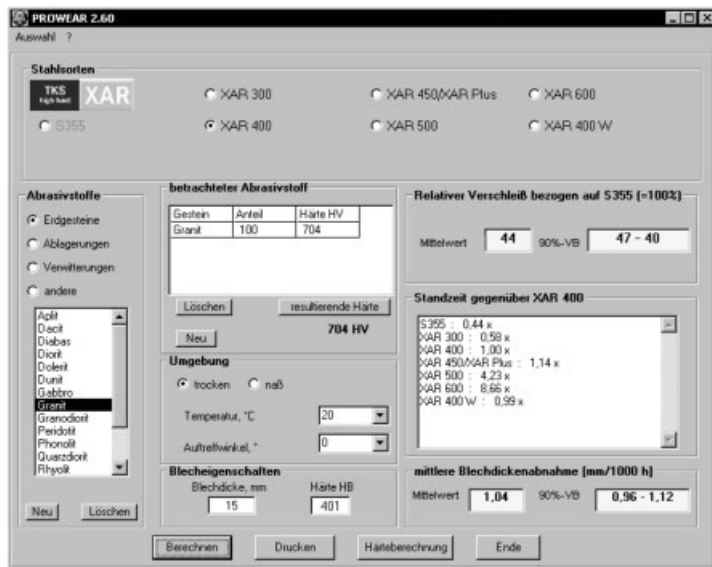 PROWEAR 2.60
Auswahl ?
Stahlsorten
TKS
high hard
XAR
S355
XAR 300
XAR 400
XAR 450/XAR Plus
XAR 500
XAR 600
XAR 400 W
Abrasivstoffe
Erdgesteine
Ablagerungen
Verwitterungen
andere
Aplit
Dacit
Diabas
Diorit
Dolerit
Dunit
Gabbro
Granit
Granodiorit
Peridotit
Phonolit
Quarzdiorit
Rhyolit
Neu Löschen
betrachteter Abrasivstoff
Gestein Anteil Härte HV
Granit 100 704
Löschen resultierende Härte
Neu 704 HV
Umgebung
trocken naß
Temperatur, °C 20
Auftreffwinkel, ° 0
Blecheigenschaften
Blechdicke, mm Härte HB
15 401
Relativer Verschleiß bezogen auf S355 (=100%)
Mittelwert 44 90%-VB 47 - 40
Standzeit gegenüber XAR 400
S355 : 0,44 x
XAR 300 : 0,58 x
XAR 400 : 1,00 x
XAR 450/XAR Plus : 1,14 x
XAR 500 : 4,23 x
XAR 600 : 8,66 x
XAR 400 W : 0,99 x
mittlere Blechdickenabnahme (mm/1000 h)
Mittelwert 1,04 90%-VB 0,96 - 1,12
Berechnen Drucken Härteberechnung Ende